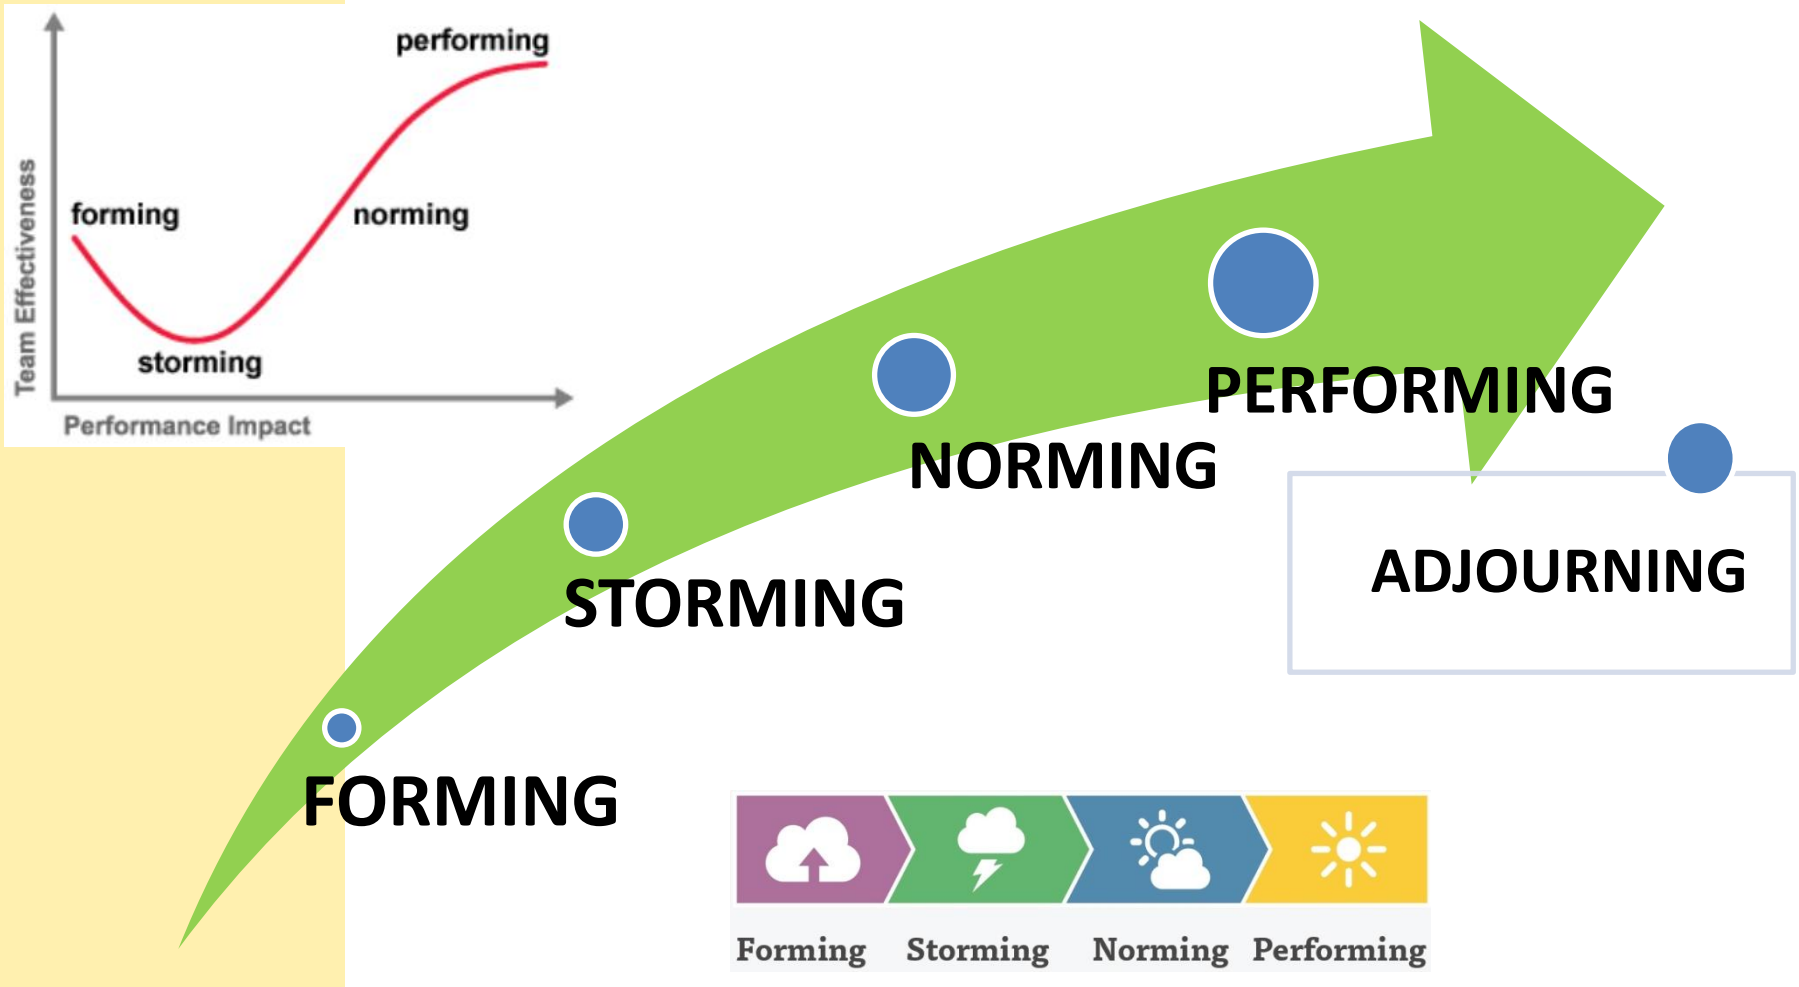 performing
forming
norming
storming
Team Effectiveness
Performance Impact
PERFORMING
NORMING
ADJOURNING
STORMING
FORMING
Forming Storming Norming Performing